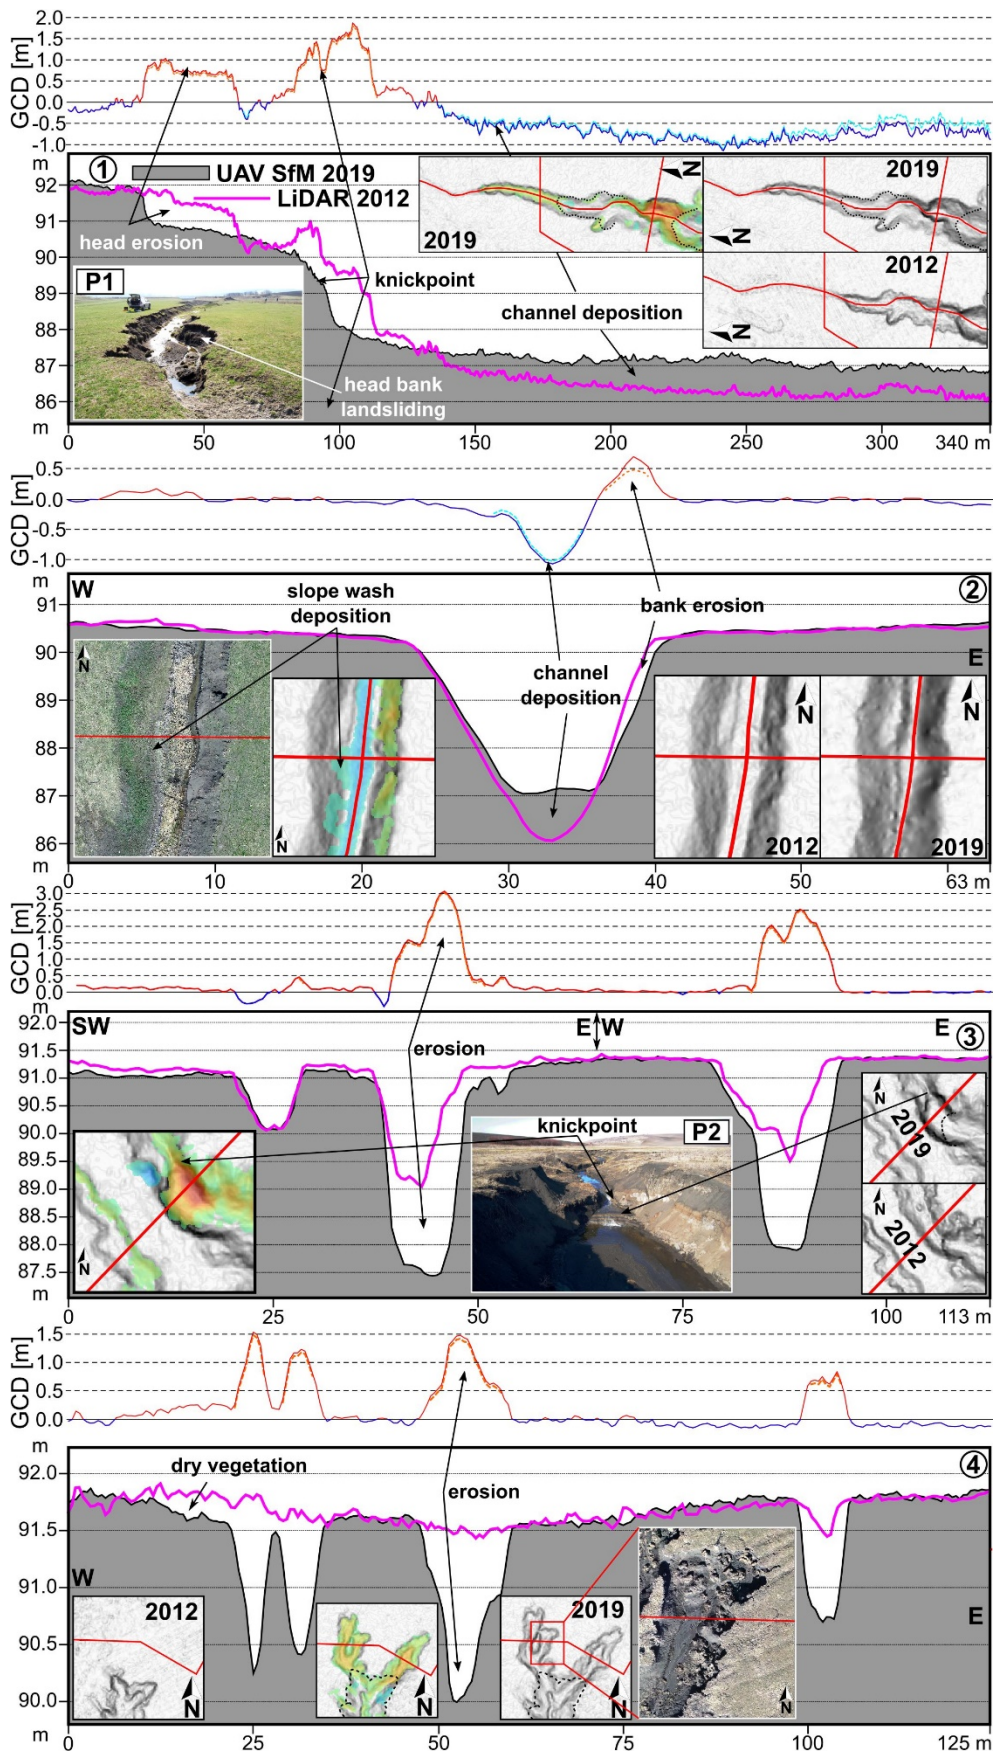 GCD [m]
2.0
1.5
1.0
0.5
0.0
-0.5
-1.0
m
1
UAV SfM 2019
LiDAR 2012
92
91
90
89
88
87
86
m
head erosion
P1
knickpoint
head bank
landsliding
channel deposition
2019
N
2019
N
2012
N
0
50
100
150
200
250
300
340 m
GCD [m]
0.5
0.0
-0.5
-1.0
m
W
2
91
90
89
88
87
86
m
slope wash
deposition
bank erosion
channel
deposition
E
N
N
N
2012
N
2019
0
10
20
30
40
50
63 m
GCD [m]
3.0
2.5
2.0
1.5
1.0
0.5
0.0
m
SW
E W
E
3
92.0
91.5
91.0
90.5
90.0
89.5
89.0
88.5
88.0
87.5
m
erosion
knickpoint
P2
N
N
2019
N
2012
0
25
50
75
100
113 m
GCD [m]
1.5
1.0
0.5
0.0
m
4
92.0
91.5
91.0
90.5
90.0
m
dry vegetation
erosion
W
E
2012
N
N
2019
N
N
0
25
50
75
100
125 m